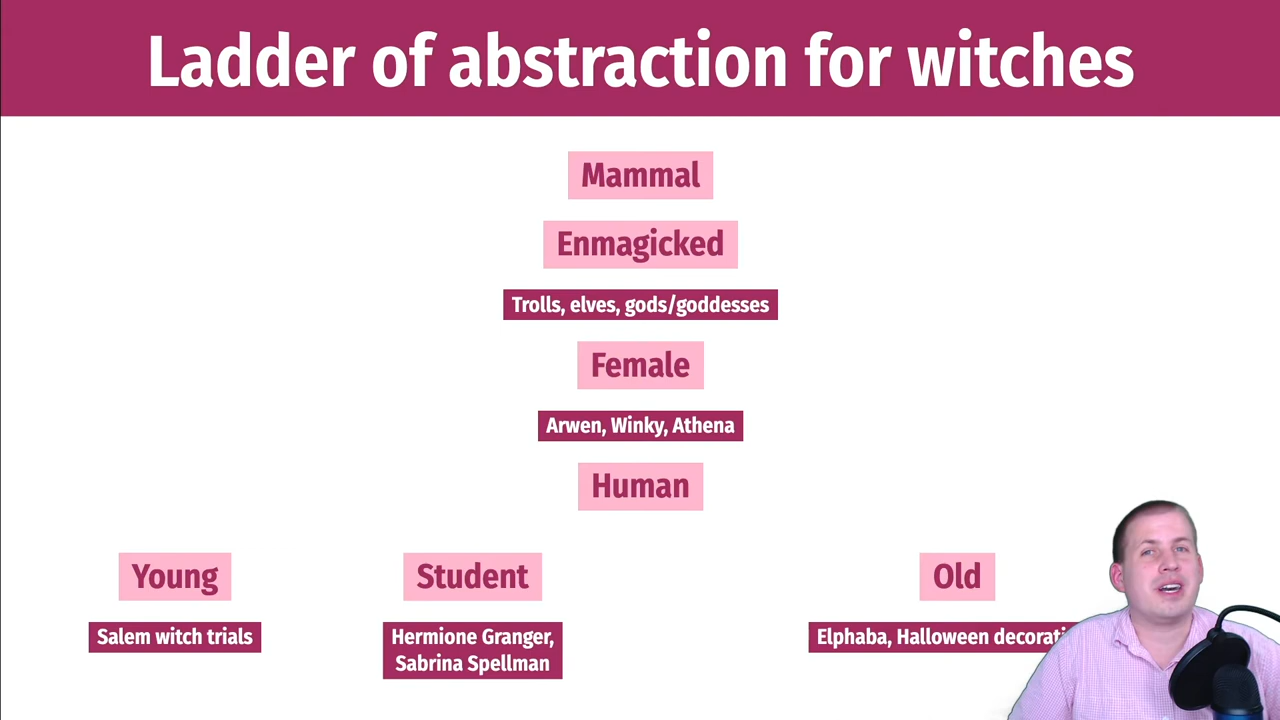 Ladder of abstraction for witches
Mammal
Enmagicked
Trolls, elves, gods/goddesses
Female
Arwen, Winky, Athena
Human
Young
Student
Old
Salem witch trials
Hermione Granger,
Sabrina Spellman
Elphaba, Halloween